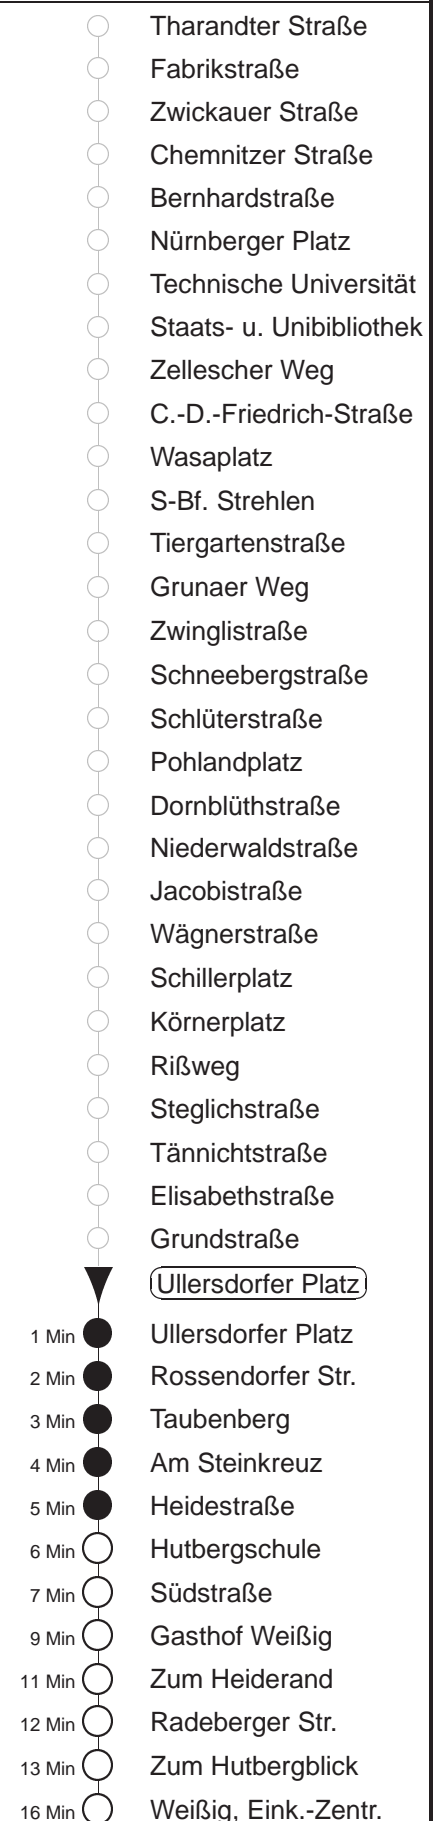 Tharandter Straße
Fabrikstraße
Zwickauer Straße
Chemnitzer Straße
Bernhardstraße
Nürnberger Platz
Technische Universität
Staats- u. Unibibliothek
Zellescher Weg
C.-D.-Friedrich-Straße
Wasaplatz
S-Bf. Strehlen
Tiergartenstraße
Grunaer Weg
Zwinglistraße
Schneebergstraße
Schlüterstraße
Pohlandplatz
Dornblüthstraße
Niederwaldstraße
Jacobistraße
Wägnerstraße
Schillerplatz
Körnerplatz
Rißweg
Steglichstraße
Tännichtstraße
Elisabethstraße
Grundstraße
Ullersdorfer Platz
1 Min Ullersdorfer Platz
2 Min Rossendorfer Str.
3 Min Taubenberg
4 Min Am Steinkreuz
5 Min Heidestraße
6 Min Hutbergschule
7 Min Südstraße
9 Min Gasthof Weißig
11 Min Zum Heiderand
12 Min Radeberger Str.
13 Min Zum Hutbergblick
16 Min Weißig, Eink.-Zentr.